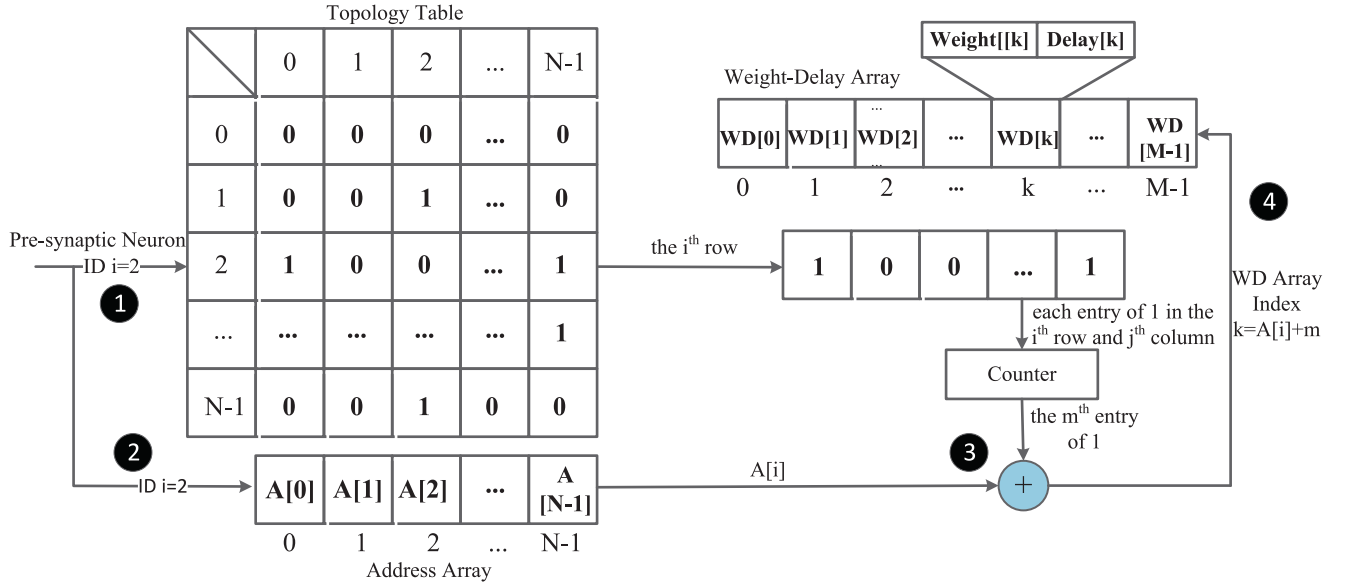 Topology Table
0 1 2 ... N-1
0 0 0 0 ... 0
1 0 0 1 ... 0
2 1 0 0 ... 1
... ... ... ... ... 1
N-1 0 0 1 0 0
Pre-synaptic Neuron
ID i=2
1
2
ID i=2
A[0] A[1] A[2] ... A
[N-1]
0 1 2 ... N-1
Address Array
Weight[[k] Delay[k]
Weight-Delay Array
...
WD[0] WD[1] WD[2] ... WD[k] ... WD
[M-1]
...
0 1 2 ... k ... M-1
the ith row
1 0 0 ... 1
each entry of 1 in the
ith row and jth column
Counter
the mth entry
of 1
3
A[i]
+
4
WD Array
Index
k=A[i]+m